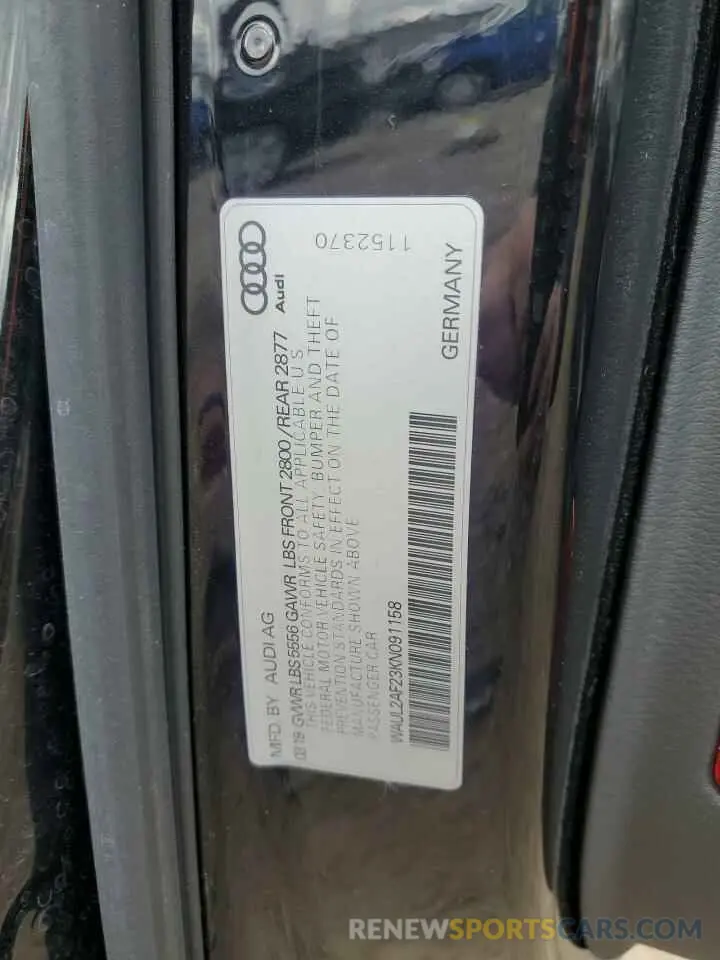 Audi
1152370
MFD. BY AUDI AG
03/19 GVWR LBS 5556 GAWR LBS FRONT 2800/REAR 2877
THIS VEHICLE CONFORMS TO ALL APPLICABLE U S
FEDERAL MOTOR VEHICLE SAFETY, BUMPER AND THEFT
PREVENTION STANDARDS IN EFFECT ON THE DATE OF
MANUFACTURE SHOWN ABOVE
PASSENGER CAR
WAUL2AF23KN091158
GERMANY
RENEWSPORTSCARS.COM